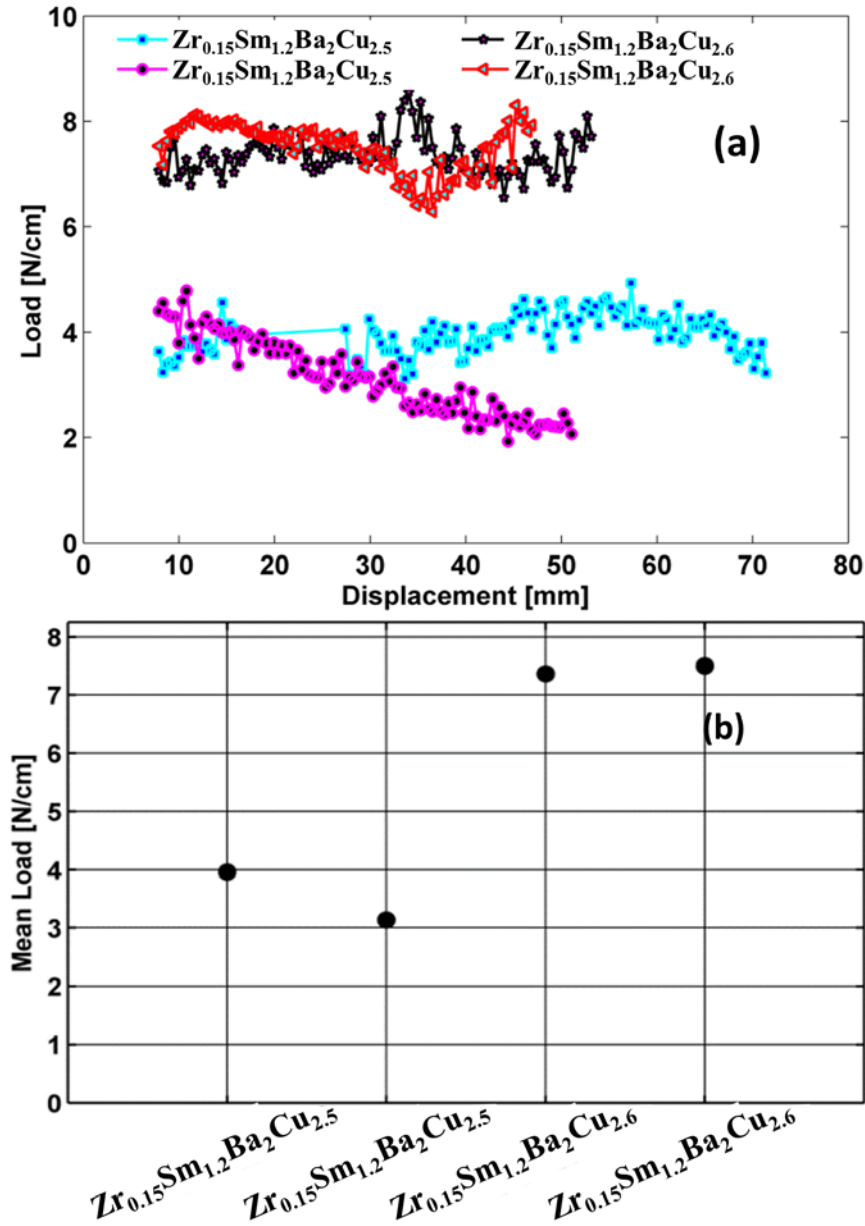 10
Zr0.15Sm1.2Ba2Cu2.5 Zr0.15Sm1.2Ba2Cu2.6
Zr0.15Sm1.2Ba2Cu2.5 Zr0.15Sm1.2Ba2Cu2.6
8
(a)
6
Load [N/cm]
4
2
0
0 10 20 30 40 50 60 70 80
Displacement [mm]
8
7
(b)
6
5
Mean Load [N/cm]
4
3
2
1
0
Zr0.15Sm1.2Ba2Cu2.5
Zr0.15Sm1.2Ba2Cu2.5
Zr0.15Sm1.2Ba2Cu2.6
Zr0.15Sm1.2Ba2Cu2.6